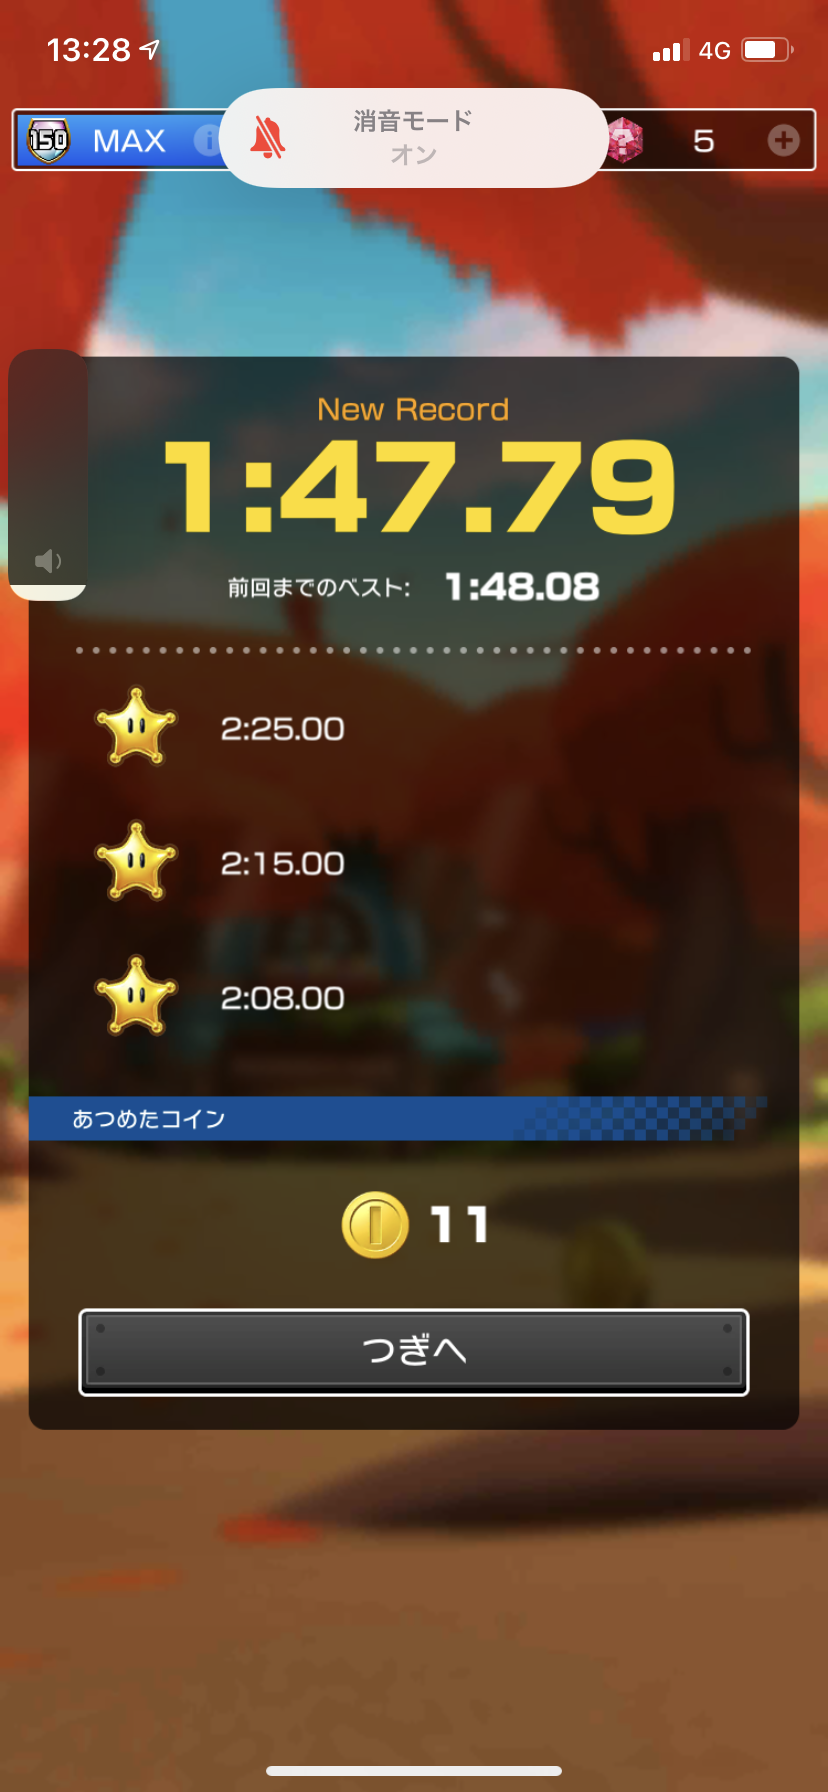 13:28
4G
消音モード
オン
150 MAX i
? 5 +
New Record
1:47.79
前回までのベスト: 1:48.08
2:25.00
2:15.00
2:08.00
あつめたコイン
11
つぎへ